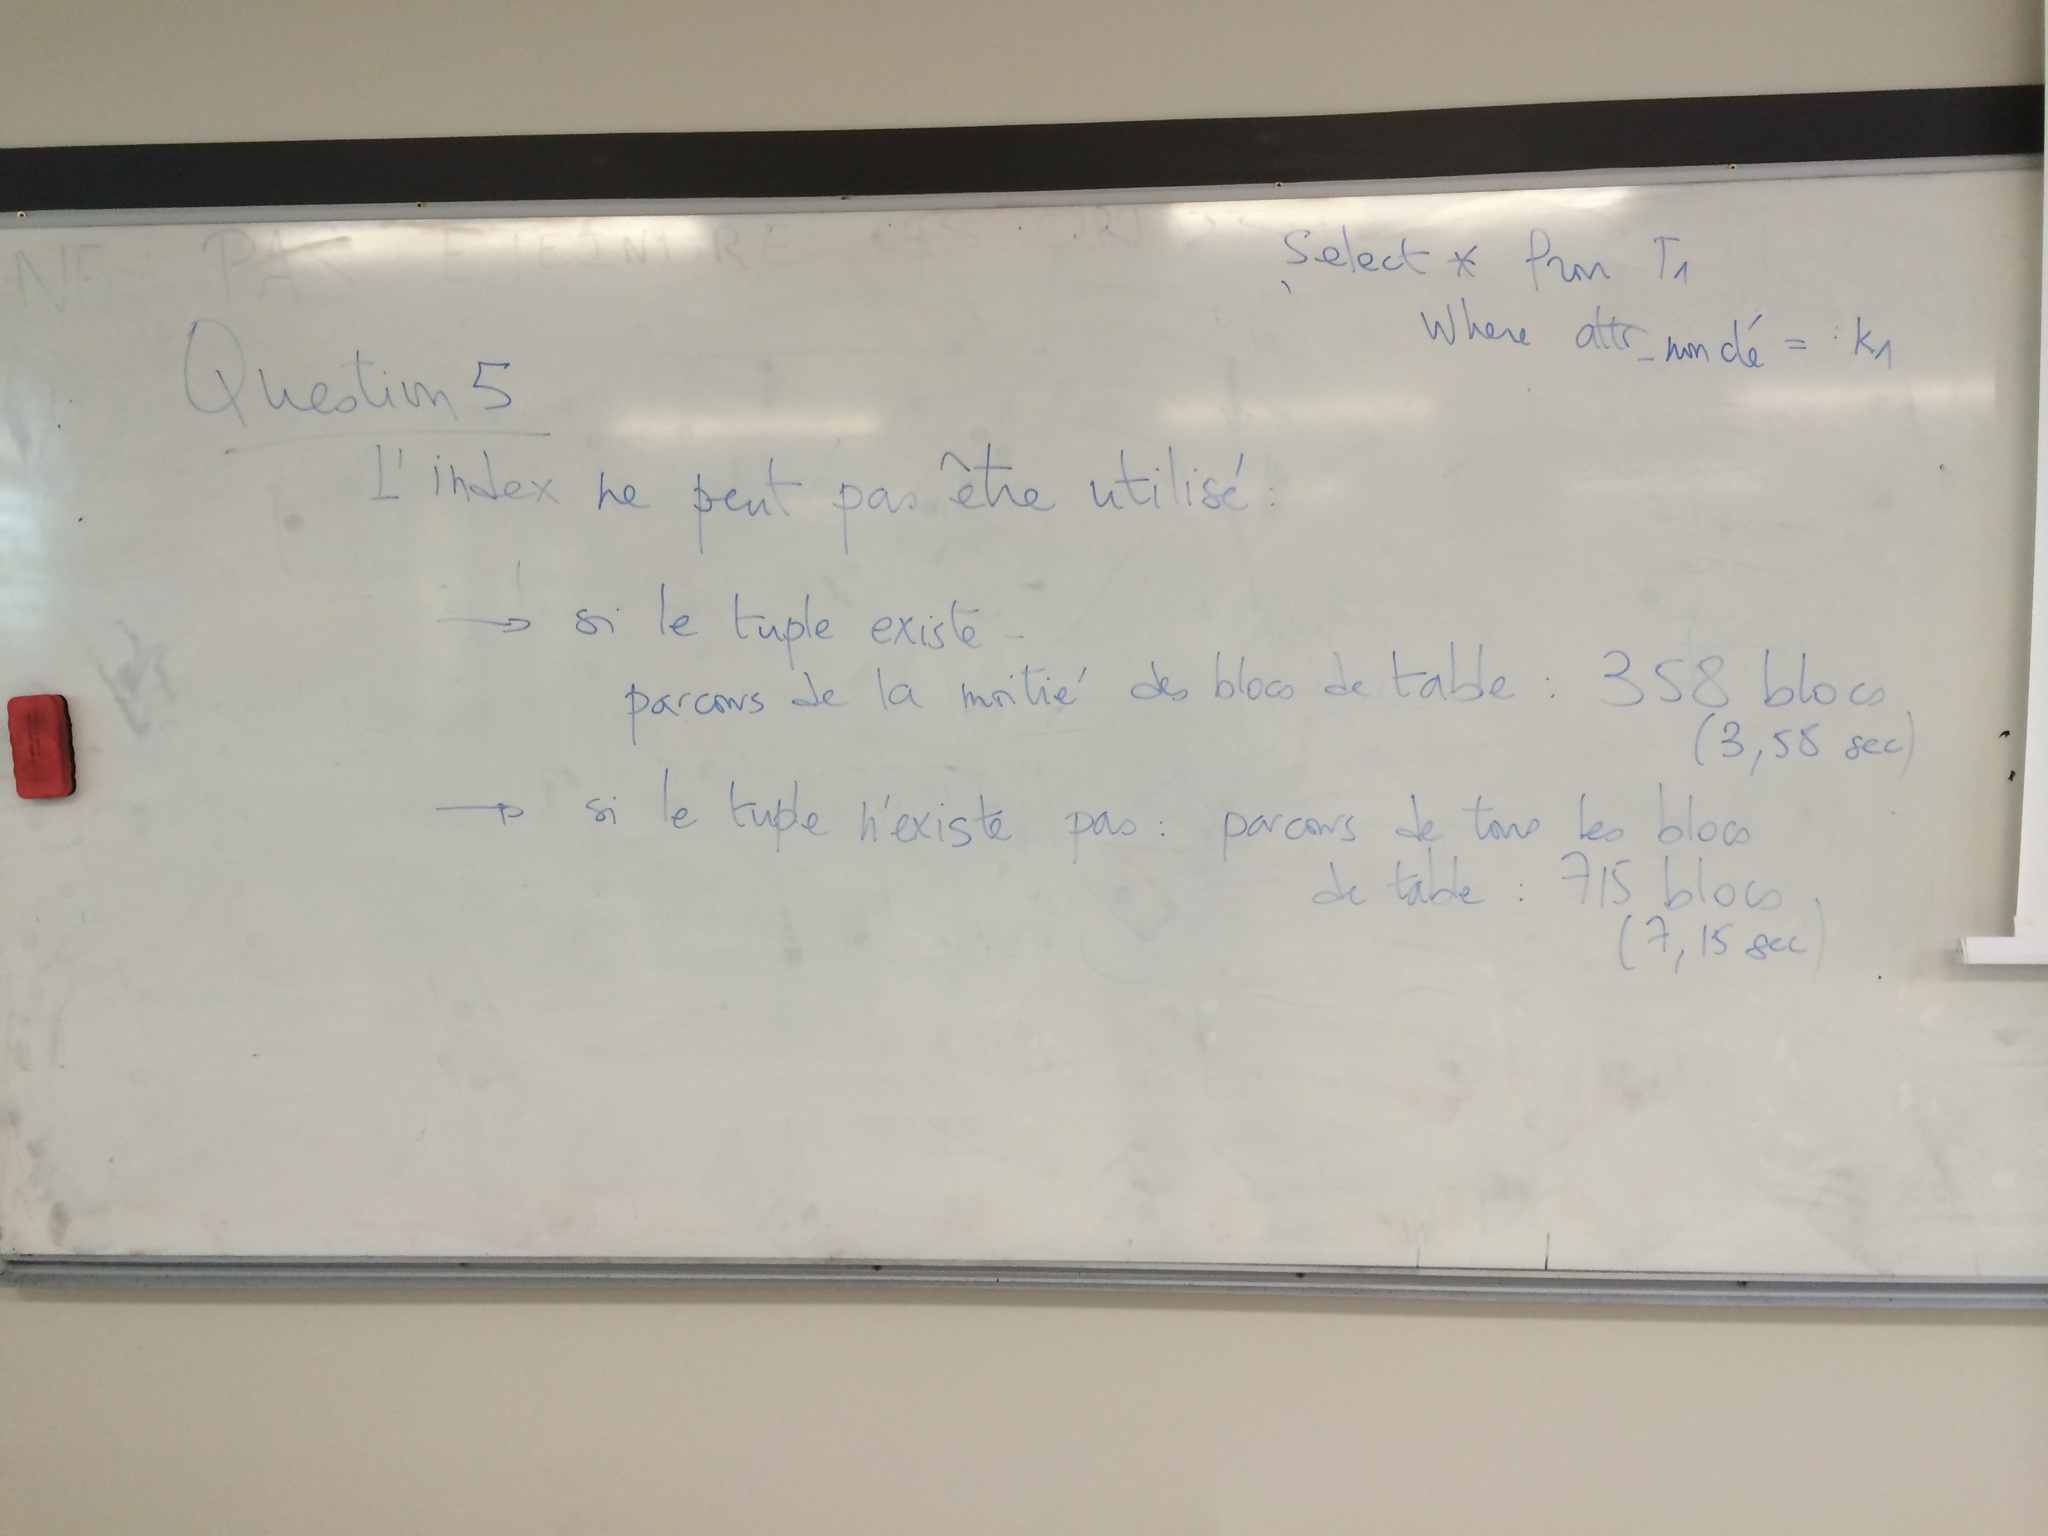 NE PAS ETEINDRE
Select * from T1
Where attr_non clé = :k1
Question 5
L'index ne peut pas être utilisé :
→ si le tuple existe -
parcours de la moitié des blocs de table : 358 blocs
(3,58 sec)
→ si le tuple n'existe pas : parcours de tous les blocs
de table : 715 blocs
(7,15 sec)